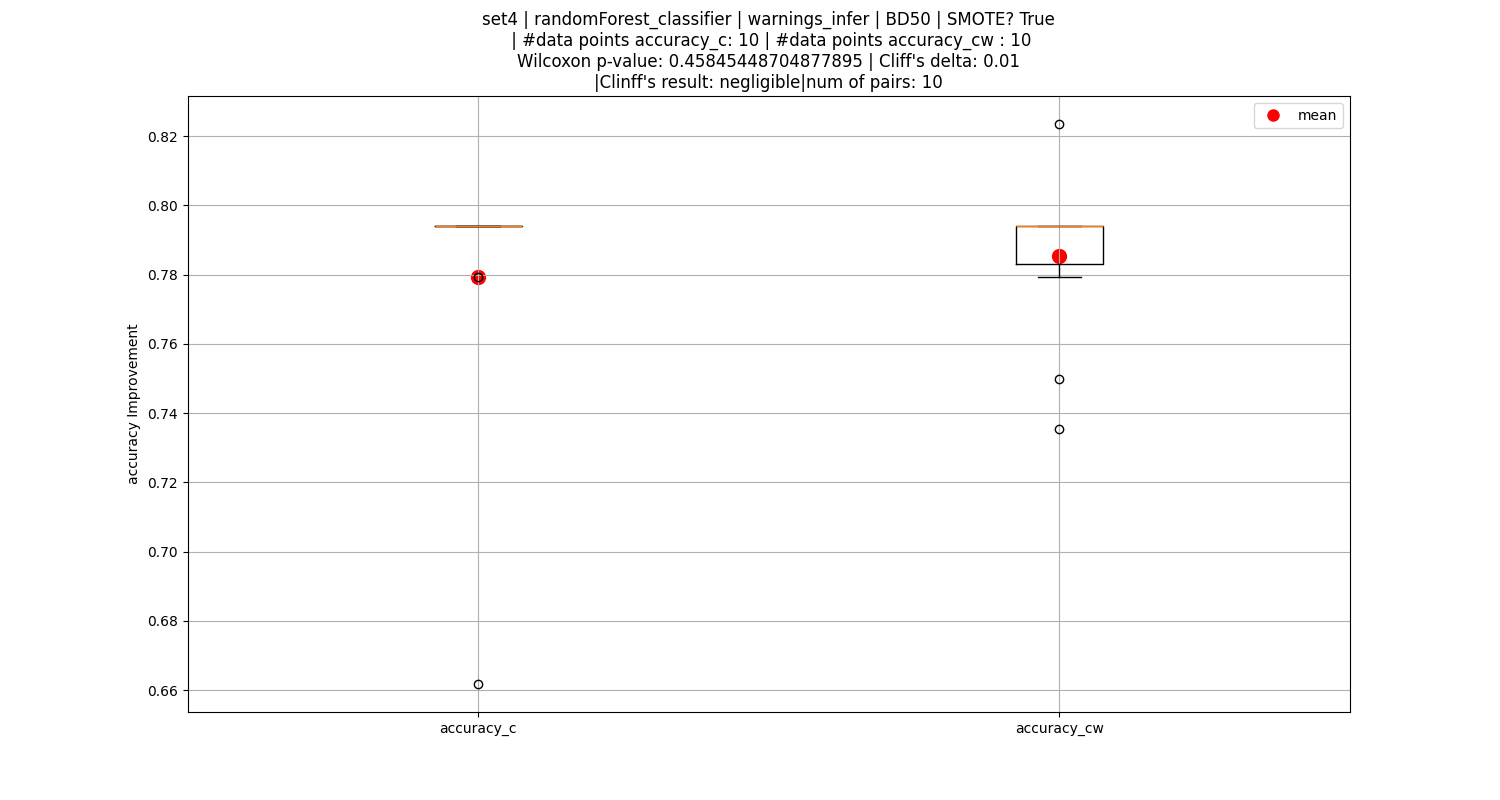 set4 | randomForest_classifier | warnings_infer | BD50 | SMOTE? True
| #data points accuracy_c: 10 | #data points accuracy_cw : 10
Wilcoxon p-value: 0.45845448704877895 | Cliff's delta: 0.01
|Clinff's result: negligible|num of pairs: 10
mean
0.82
0.80
0.78
0.76
0.74
0.72
0.70
0.68
0.66
accuracy Improvement
accuracy_c
accuracy_cw